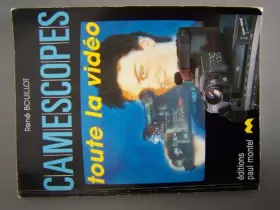 René BOUILLOT
CAMESCOPES
toute la vidéo
éditions
paul montel